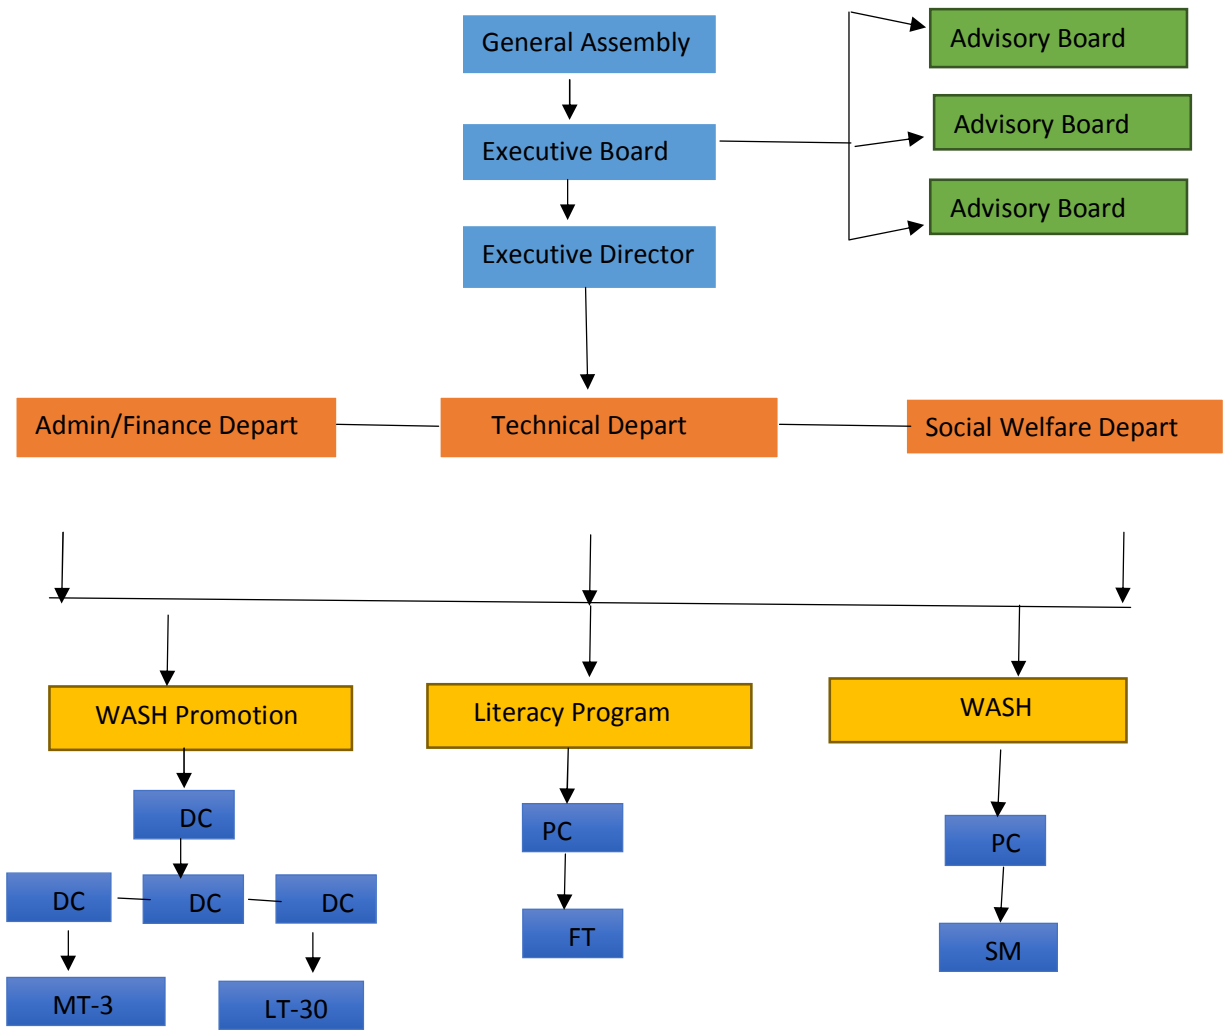 General Assembly
Advisory Board
Executive Board
Advisory Board
Advisory Board
Executive Director
Admin/Finance Depart
Technical Depart
Social Welfare Depart
WASH Promotion
Literacy Program
WASH
DC
PC
PC
DC
DC
DC
FT
SM
MT-3
LT-30